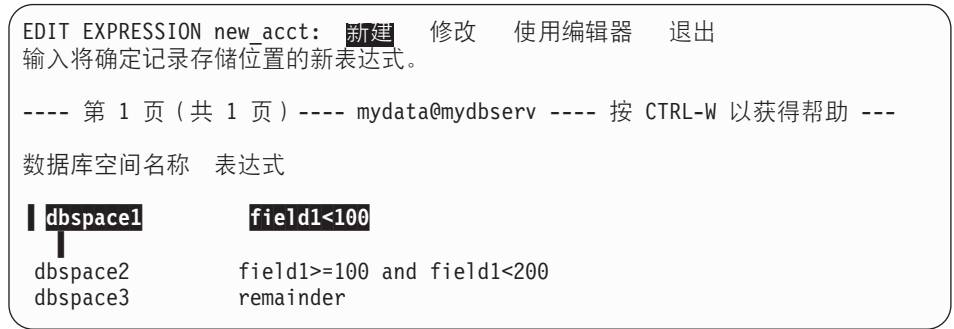 EDIT EXPRESSION new_acct: 新建 修改 使用编辑器 退出
输入将确定记录存储位置的新表达式。
---- 第 1 页（共 1 页）---- mydata@mydbserv ---- 按 CTRL-W 以获得帮助 ---
数据库空间名称 表达式
dbspace1 field1<100
dbspace2 field1>=100 and field1<200
dbspace3 remainder